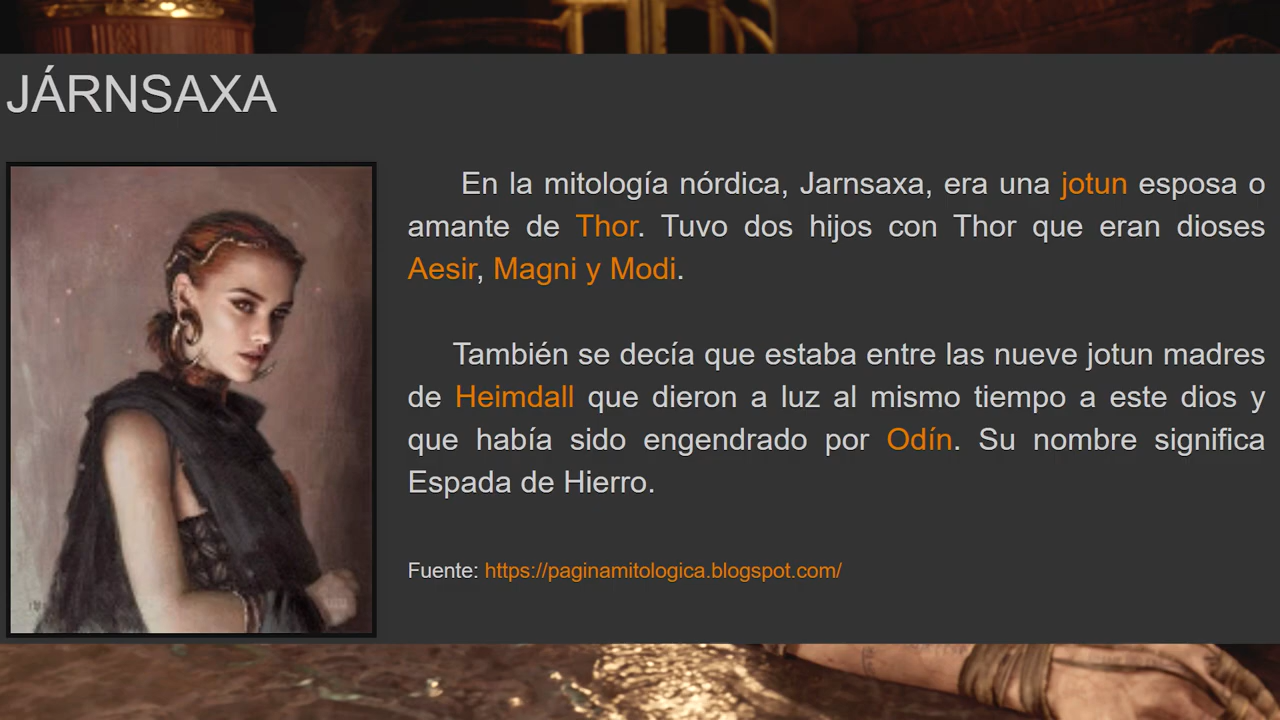 JÁRNSAXA
En la mitología nórdica, Jarnsaxa, era una jotun esposa o
amante de Thor. Tuvo dos hijos con Thor que eran dioses
Aesir, Magni y Modi.
También se decía que estaba entre las nueve jotun madres
de Heimdall que dieron a luz al mismo tiempo a este dios y
que había sido engendrado por Odín. Su nombre significa
Espada de Hierro.
Fuente: https://paginamitologica.blogspot.com/